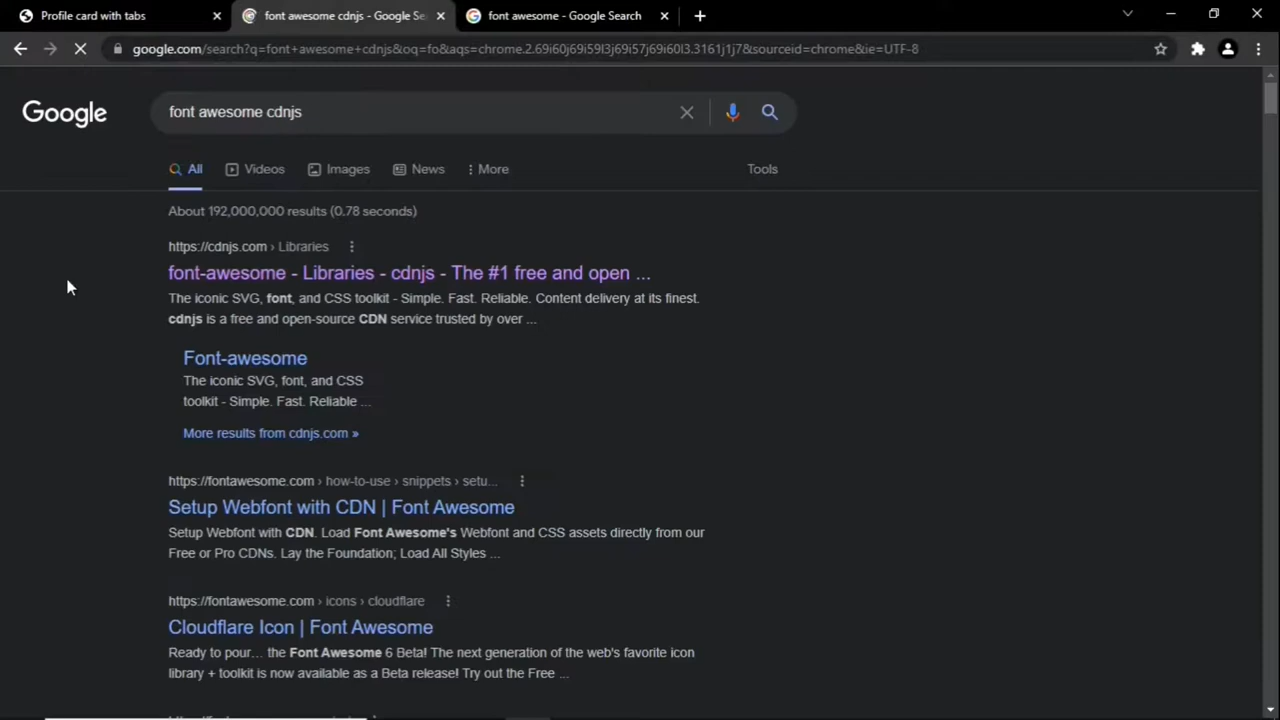 Profile card with tabs
font awesome cdnjs - Google Se
font awesome - Google Search
google.com/search?q=font+awesome+cdnjs&oq=fo&aqs=chrome.2.69i60j69i59l3j69i57j69i60l3.3161j1j7&sourceid=chrome&ie=UTF-8
Google
font awesome cdnjs
All
Videos
Images
News
More
Tools
About 192,000,000 results (0.78 seconds)
https://cdnjs.com › Libraries
font-awesome - Libraries - cdnjs - The #1 free and open ...
The iconic SVG, font, and CSS toolkit - Simple. Fast. Reliable. Content delivery at its finest.
cdnjs is a free and open-source CDN service trusted by over ...
Font-awesome
The iconic SVG, font, and CSS
toolkit - Simple. Fast. Reliable ...
More results from cdnjs.com »
https://fontawesome.com › how-to-use › snippets › setu...
Setup Webfont with CDN | Font Awesome
Setup Webfont with CDN. Load Font Awesome's Webfont and CSS assets directly from our
Free or Pro CDNs. Lay the Foundation; Load All Styles ...
https://fontawesome.com › icons › cloudflare
Cloudflare Icon | Font Awesome
Ready to pour... the Font Awesome 6 Beta! The next generation of the web's favorite icon
library + toolkit is now available as a Beta release! Try out the Free ...